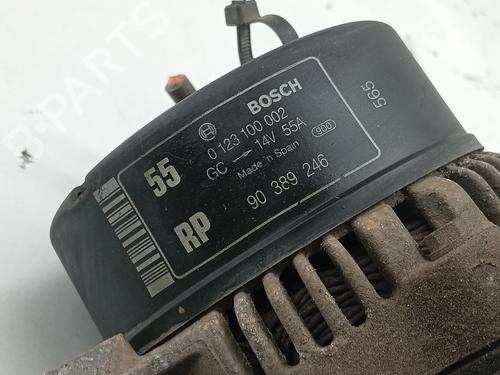 BOSCH
0 123 100 002
GC → 14V 55A
Made in Spain
900
55
RP
90 389 246
565
B-PARTS